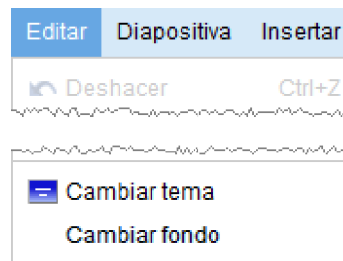 Editar Diapositiva Insertar
Deshacer Ctrl+Z
Cambiar tema
Cambiar fondo